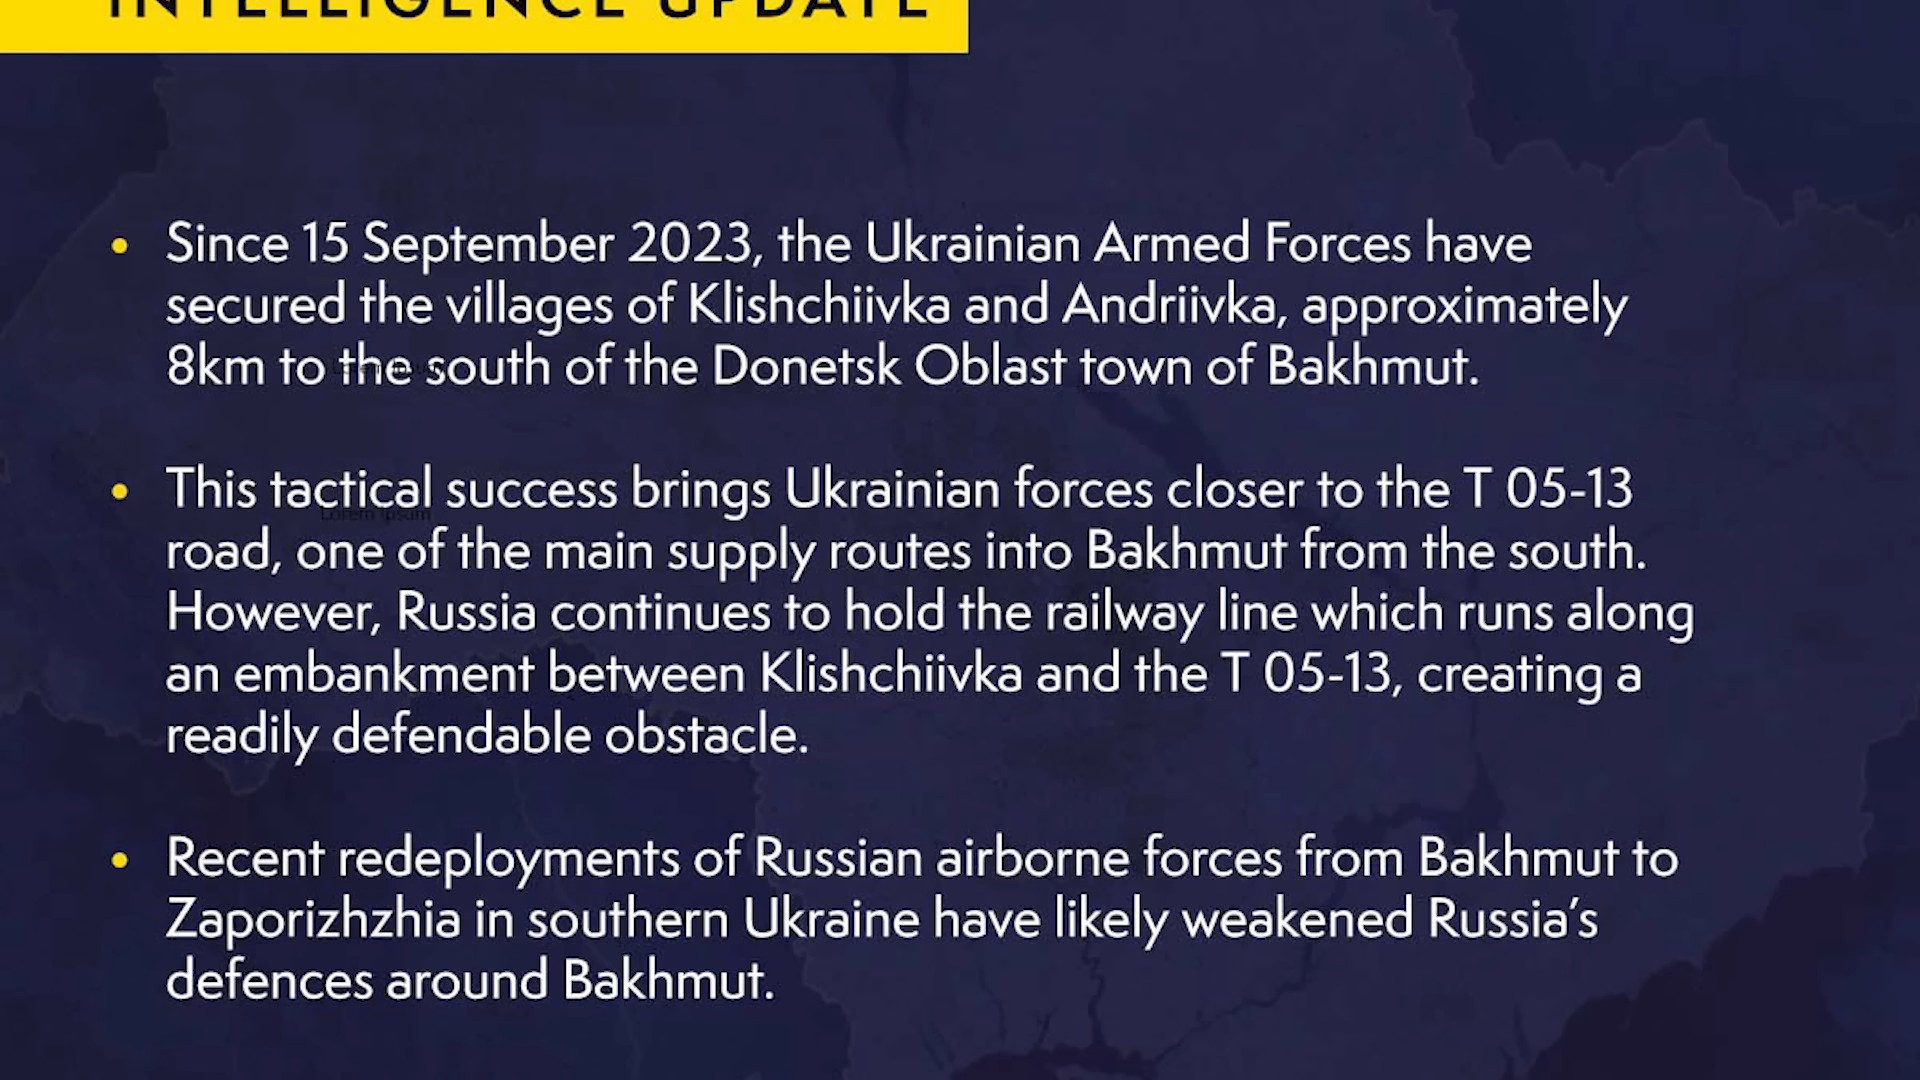 INTELLIGENCE UPDATE
• Since 15 September 2023, the Ukrainian Armed Forces have
secured the villages of Klishchiivka and Andriivka, approximately
8km to the south of the Donetsk Oblast town of Bakhmut.
• This tactical success brings Ukrainian forces closer to the T 05-13
Lorem ipsum
road, one of the main supply routes into Bakhmut from the south.
However, Russia continues to hold the railway line which runs along
an embankment between Klishchiivka and the T 05-13, creating a
readily defendable obstacle.
• Recent redeployments of Russian airborne forces from Bakhmut to
Zaporizhzhia in southern Ukraine have likely weakened Russia's
defences around Bakhmut.